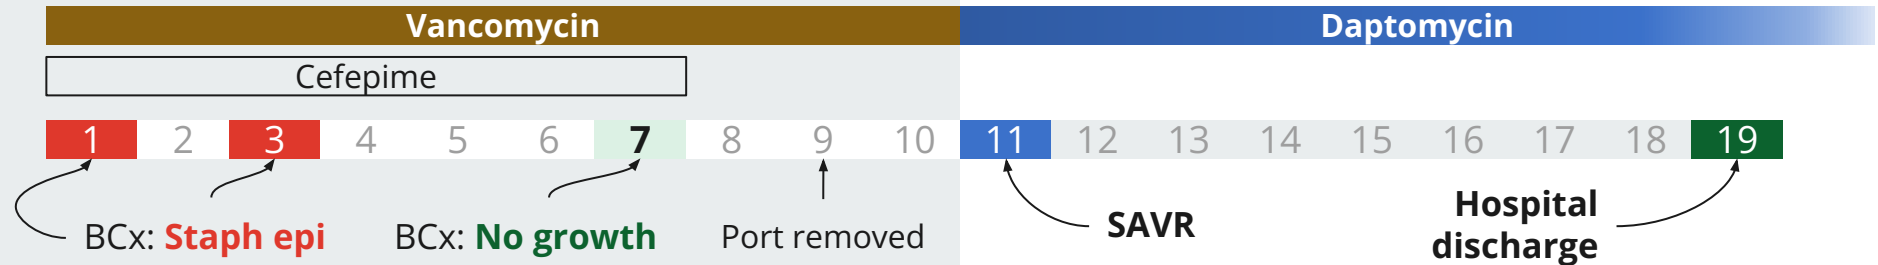 Vancomycin Daptomycin
Cefepime
1 2 3 4 5 6 7 8 9 10 11 12 13 14 15 16 17 18 19
BCx: Staph epi BCx: No growth Port removed SAVR Hospital
discharge